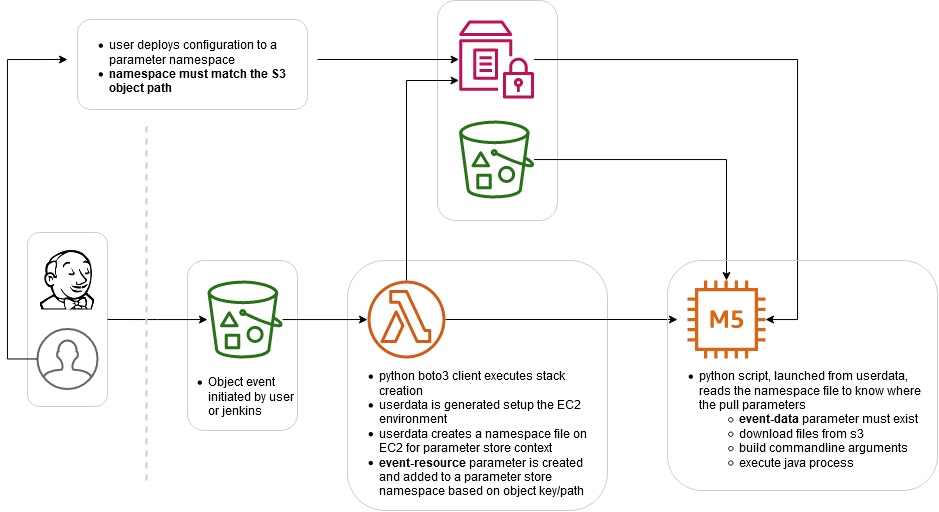 • user deploys configuration to a
parameter namespace
• namespace must match the S3
object path
M5
• Object event
initiated by user
or jenkins
• python boto3 client executes stack
creation
• userdata is generated setup the EC2
environment
• userdata creates a namespace file on
EC2 for parameter store context
• event-resource parameter is created
and added to a parameter store
namespace based on object key/path
• python script, launched from userdata,
reads the namespace file to know where
the pull parameters
○ event-data parameter must exist
○ download files from s3
○ build commandline arguments
○ execute java process